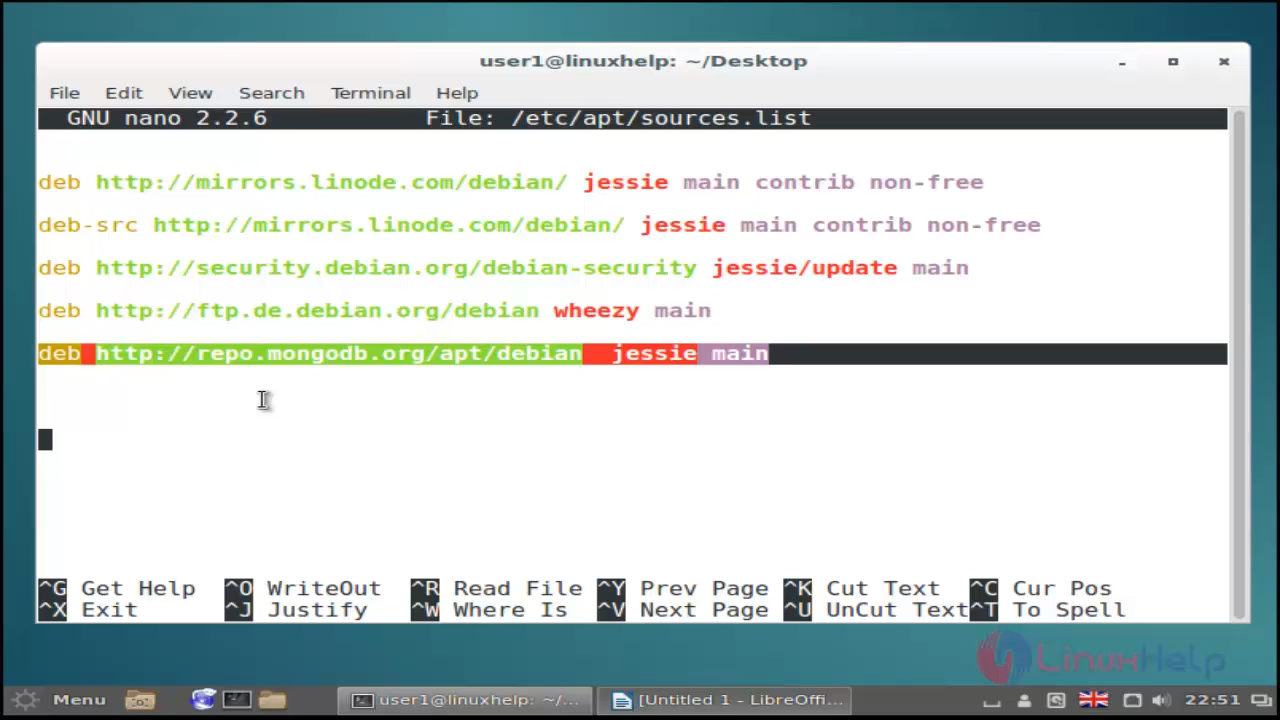 user1@linuxhelp: ~/Desktop
File Edit View Search Terminal Help
GNU nano 2.2.6 File: /etc/apt/sources.list
deb http://mirrors.linode.com/debian/ jessie main contrib non-free
deb-src http://mirrors.linode.com/debian/ jessie main contrib non-free
deb http://security.debian.org/debian-security jessie/update main
deb http://ftp.de.debian.org/debian wheezy main
deb http://repo.mongodb.org/apt/debian jessie main
^G Get Help ^O WriteOut ^R Read File ^Y Prev Page ^K Cut Text ^C Cur Pos
^X Exit ^J Justify ^W Where Is ^V Next Page ^U UnCut Text ^T To Spell
LinuxHelp
Menu user1@linuxhelp: ~/... [Untitled 1 - LibreOffi... 22:51